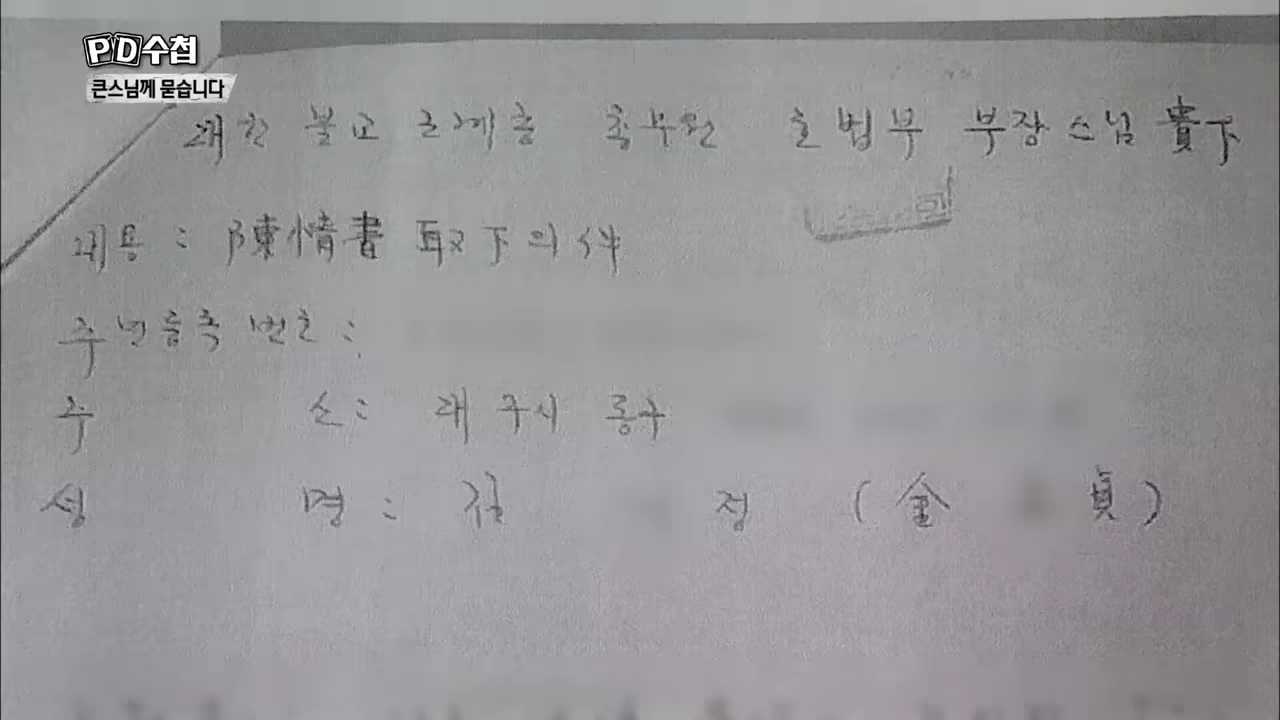 PD수첩
큰스님께 묻습니다
대한 불교 조계종 총무원 호법부 부장스님 貴下
내용 : 陳情書 取下의 件
주민등록 번호 :
주 소 : 대구시 동구
성 명 : 김 정 (金 貞)